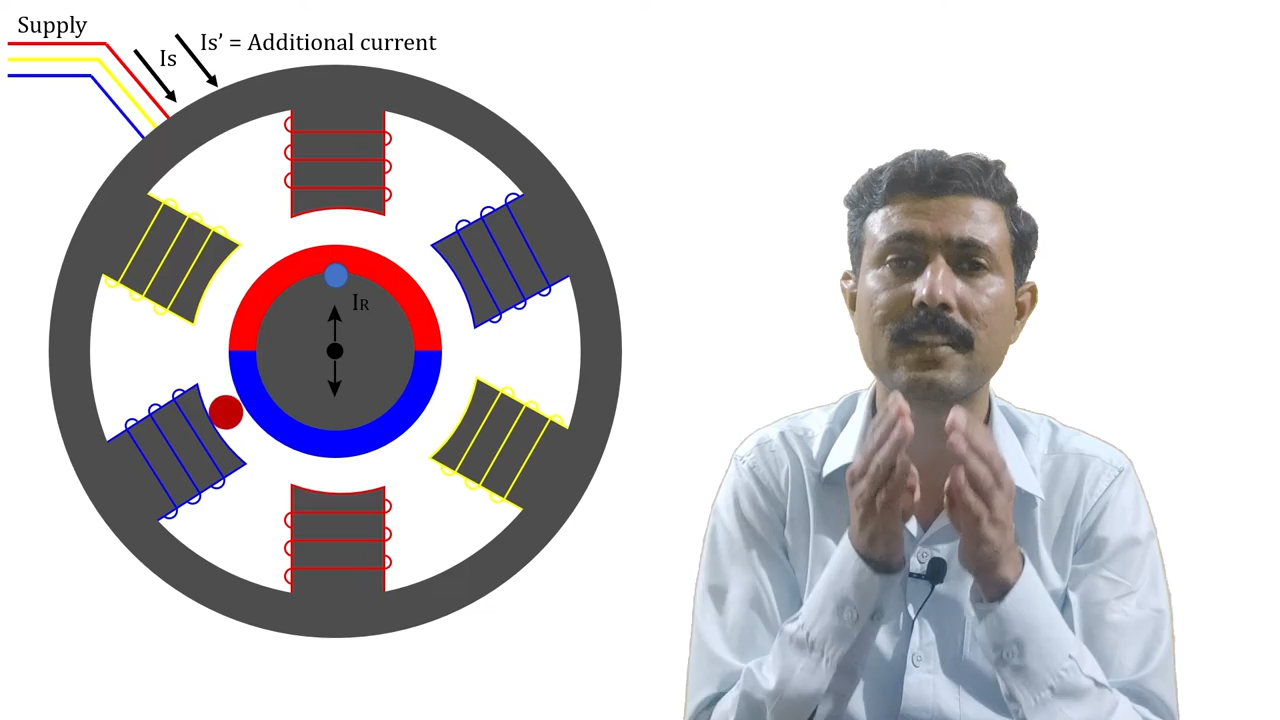 Supply
Is
Is’ = Additional current
IR